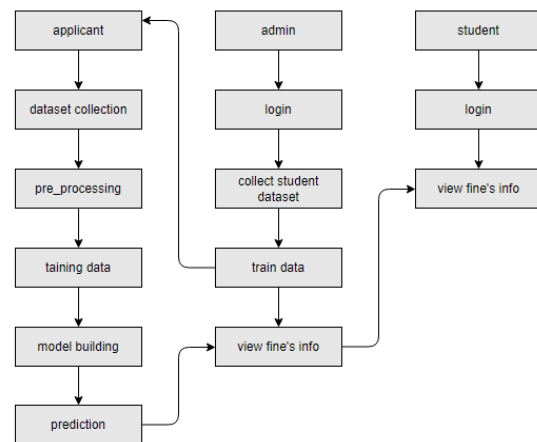 applicant
dataset collection
pre_processing
taining data
model building
prediction
admin
login
collect student
dataset
train data
view fine's info
student
login
view fine's info